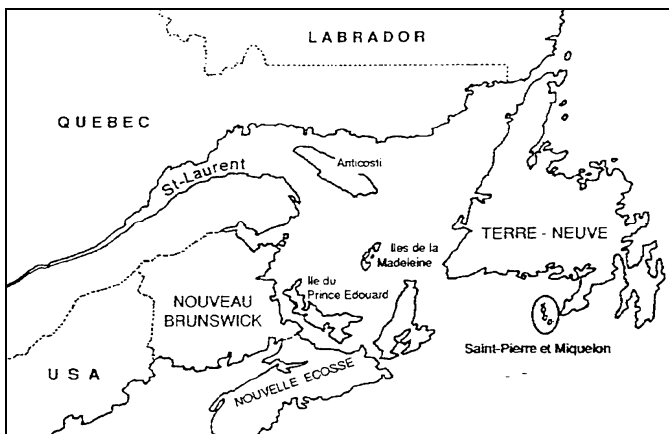 LABRADOR
QUEBEC
St-Laurent
Anticosti
Iles de la
Madeleine
TERRE - NEUVE
Ile du
Prince Edouard
NOUVEAU
BRUNSWICK
Saint-Pierre et Miquelon
USA
NOUVELLE ECOSSE